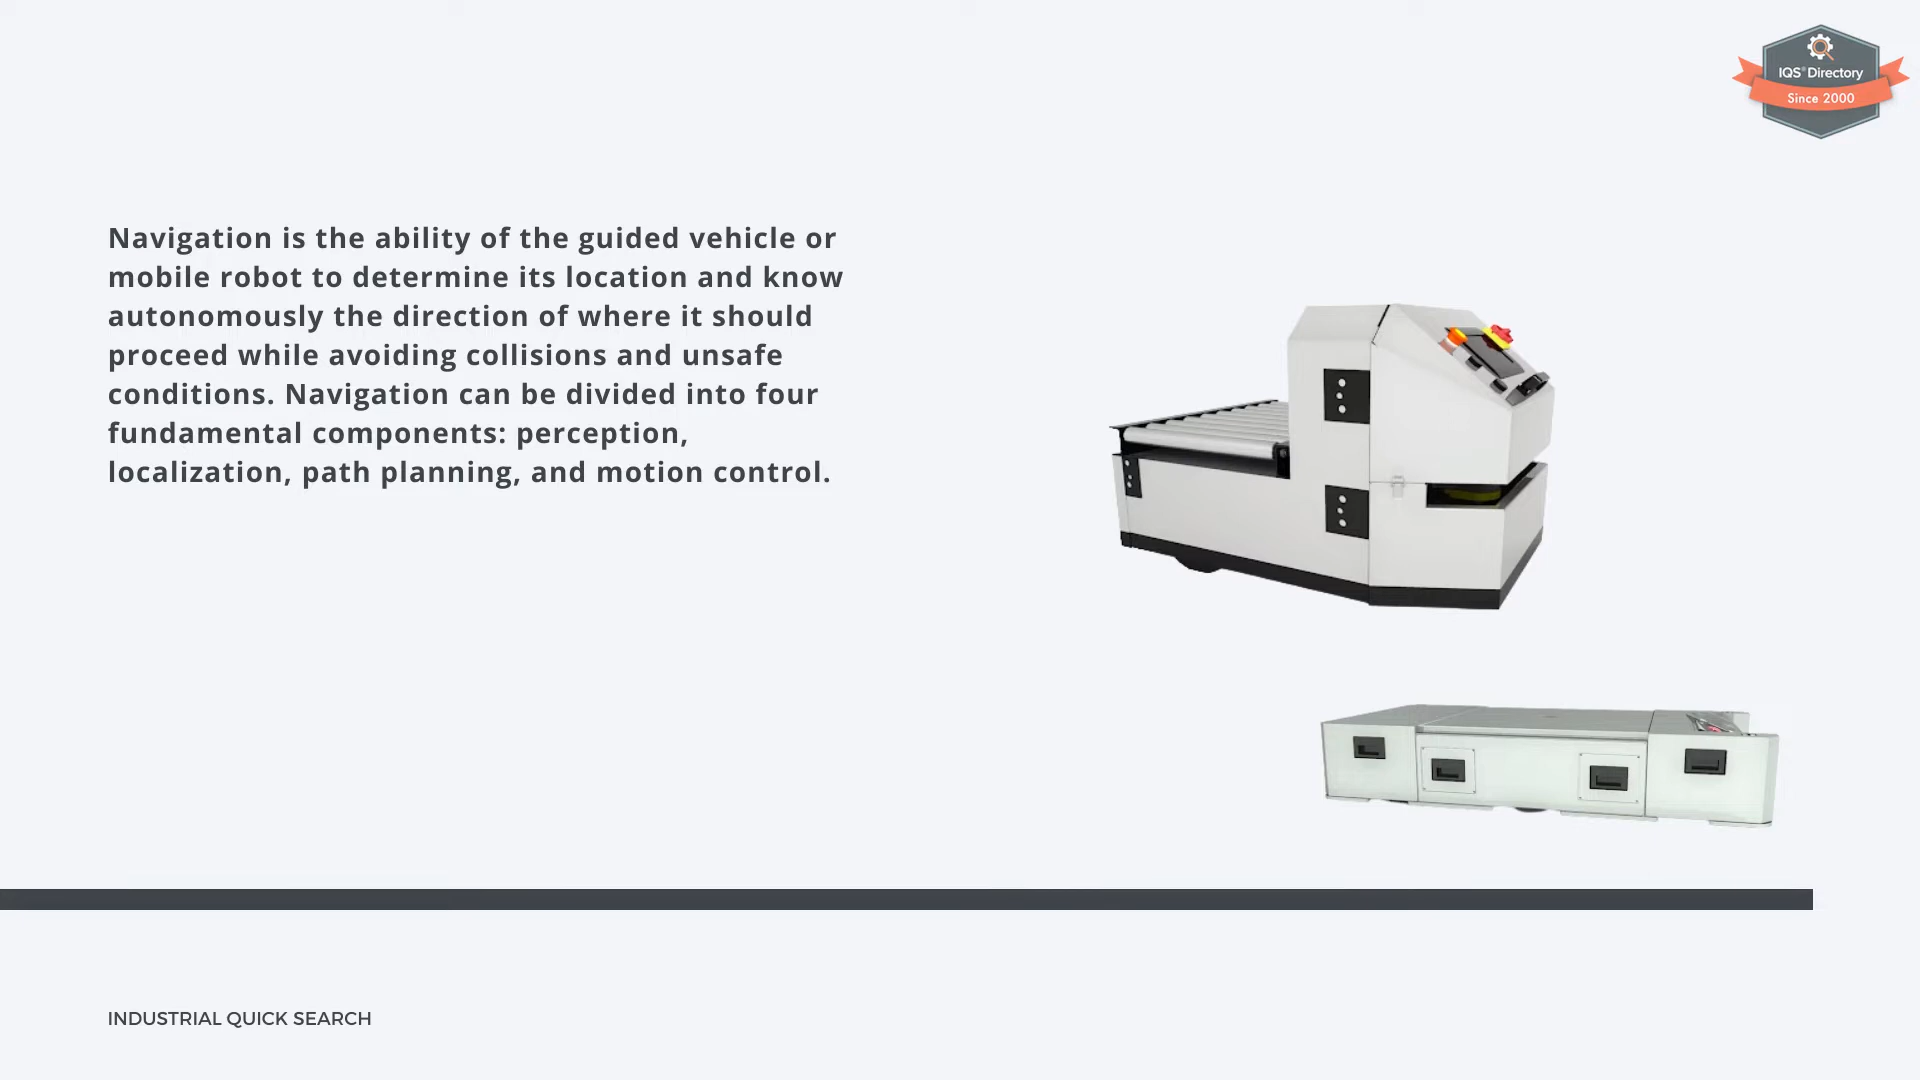 IQS® Directory
Since 2000
Navigation is the ability of the guided vehicle or
mobile robot to determine its location and know
autonomously the direction of where it should
proceed while avoiding collisions and unsafe
conditions. Navigation can be divided into four
fundamental components: perception,
localization, path planning, and motion control.
INDUSTRIAL QUICK SEARCH